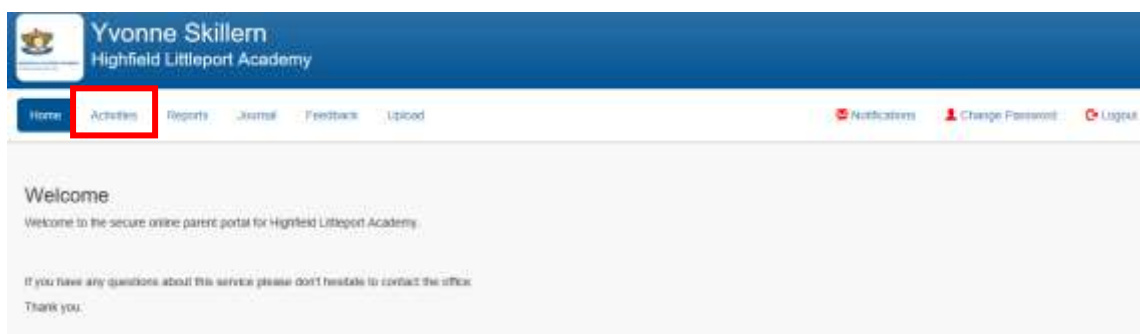 Yvonne Skillern
Highfield Littleport Academy
Home Activities Reports Journal Feedback Upload Notifications Change Password Logout
Welcome
Welcome to the secure online parent portal for Highfield Littleport Academy.
If you have any questions about this service please don't hesitate to contact the office.
Thank you.